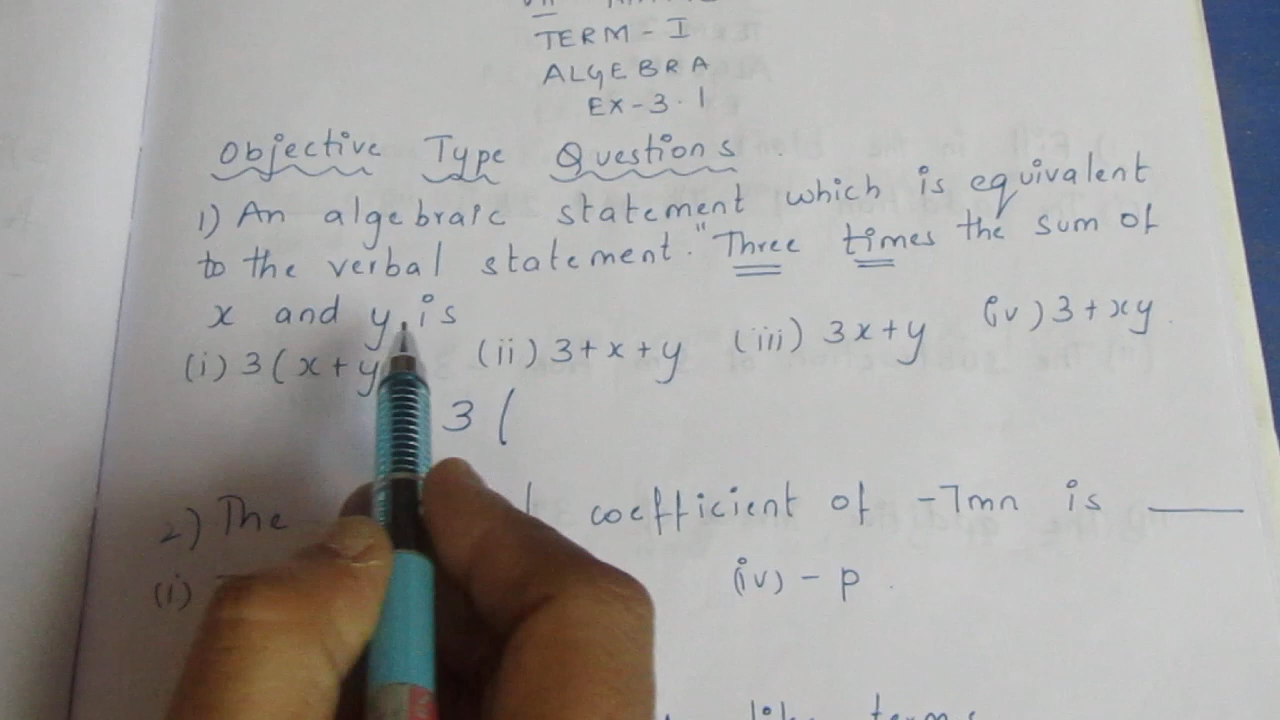 TERM - I
ALGEBRA
EX-3.1
Objective Type Questions.
1) An algebraic statement which is equivalent
to the verbal statement. "Three times the sum of
x and y is
(i) 3(x+y (ii) 3+x+y (iii) 3x+y (iv) 3+xy.
3(
2) The coefficient of -7mn is ____
(i) (iv) - p.
terms